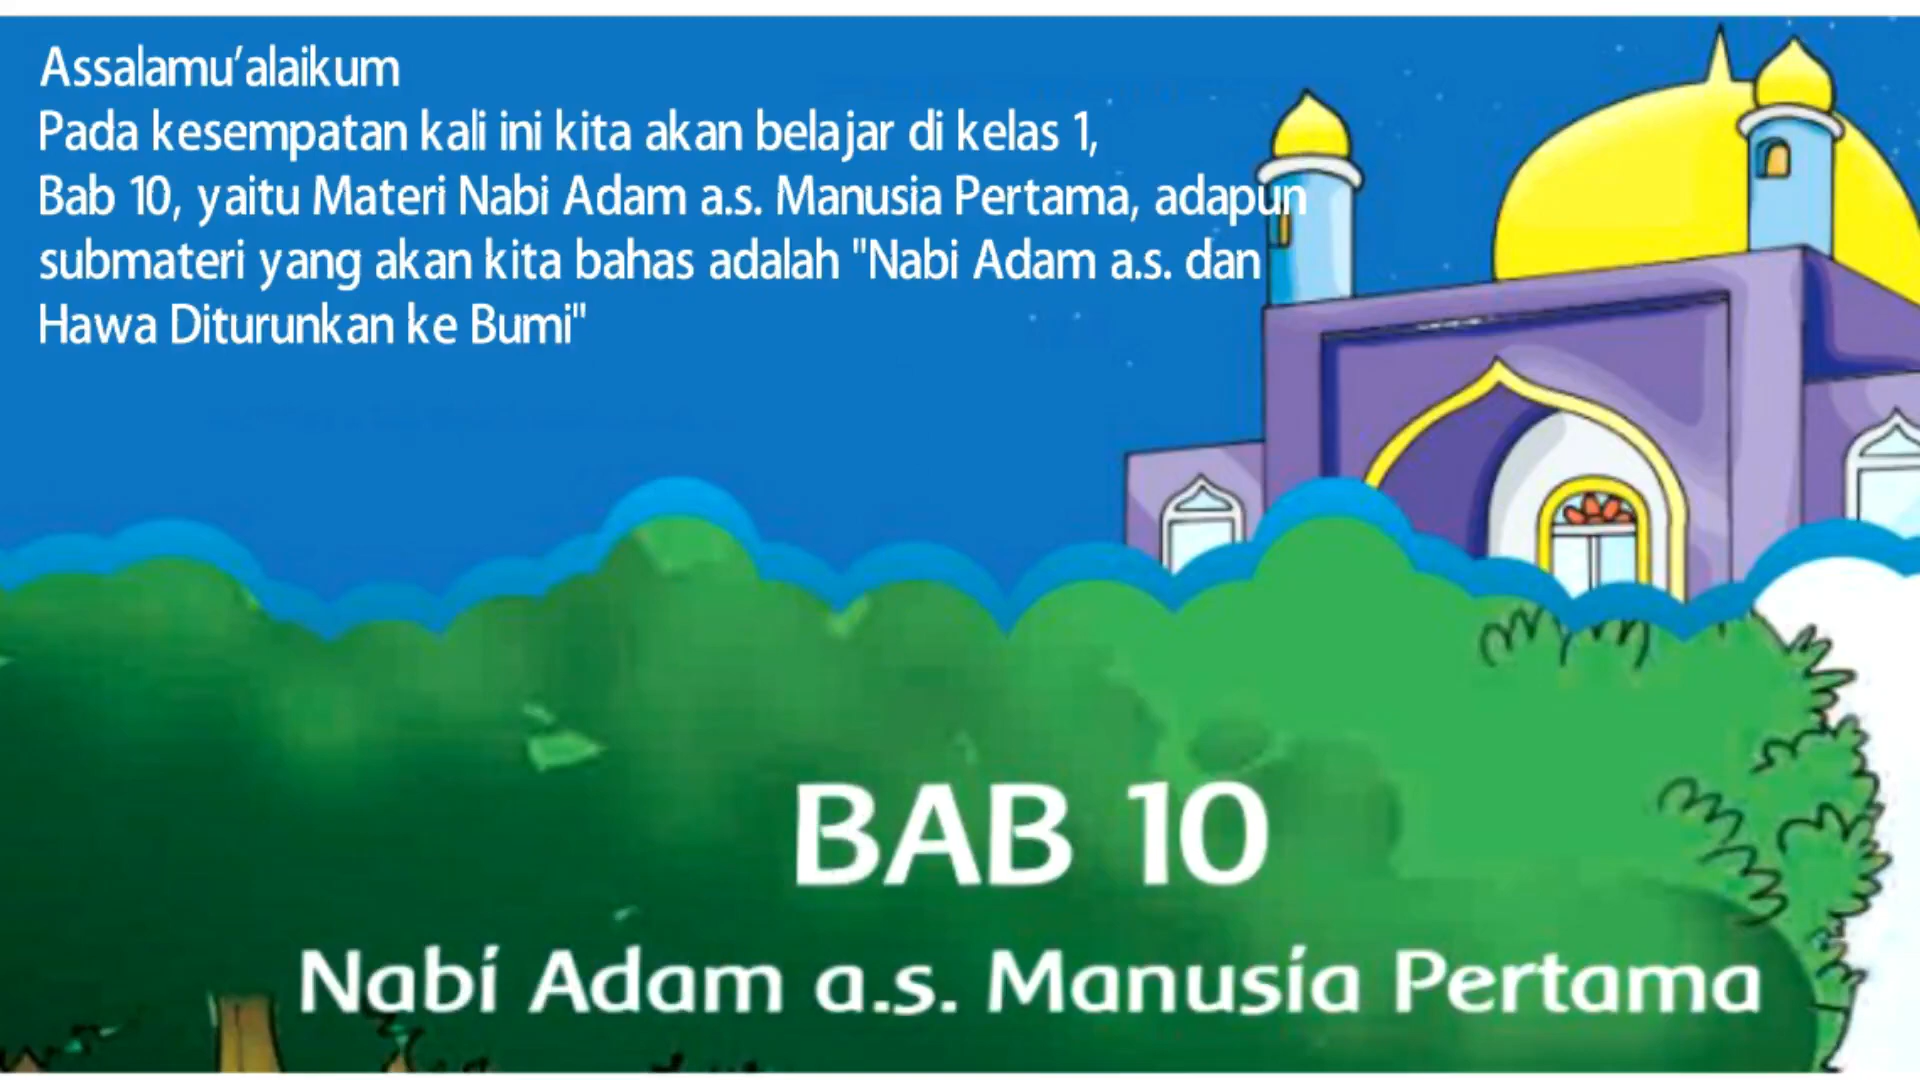 Assalamu’alaikum
Pada kesempatan kali ini kita akan belajar di kelas 1,
Bab 10, yaitu Materi Nabi Adam a.s. Manusia Pertama, adapun
submateri yang akan kita bahas adalah "Nabi Adam a.s. dan
Hawa Diturunkan ke Bumi"
BAB 10
Nabi Adam a.s. Manusia Pertama